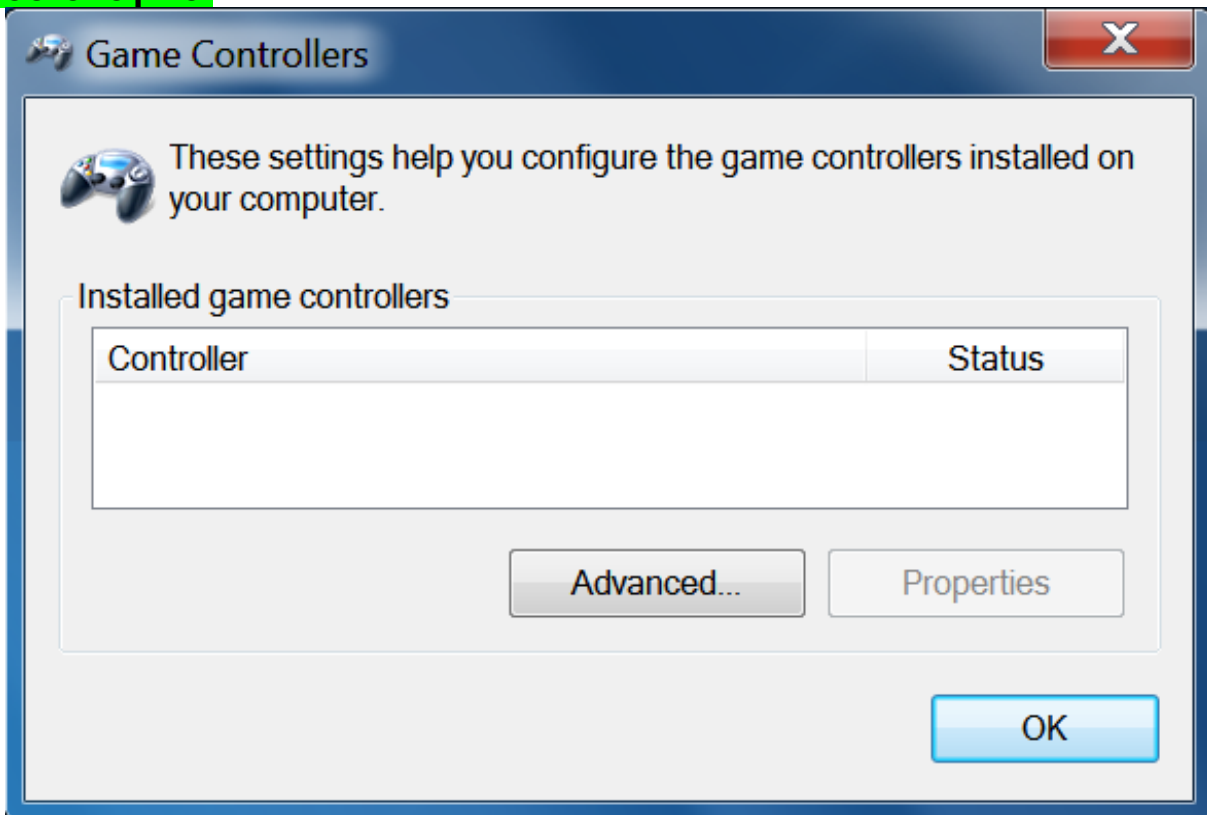 Game Controllers
These settings help you configure the game controllers installed on
your computer.
Installed game controllers
Controller Status
Advanced... Properties
OK